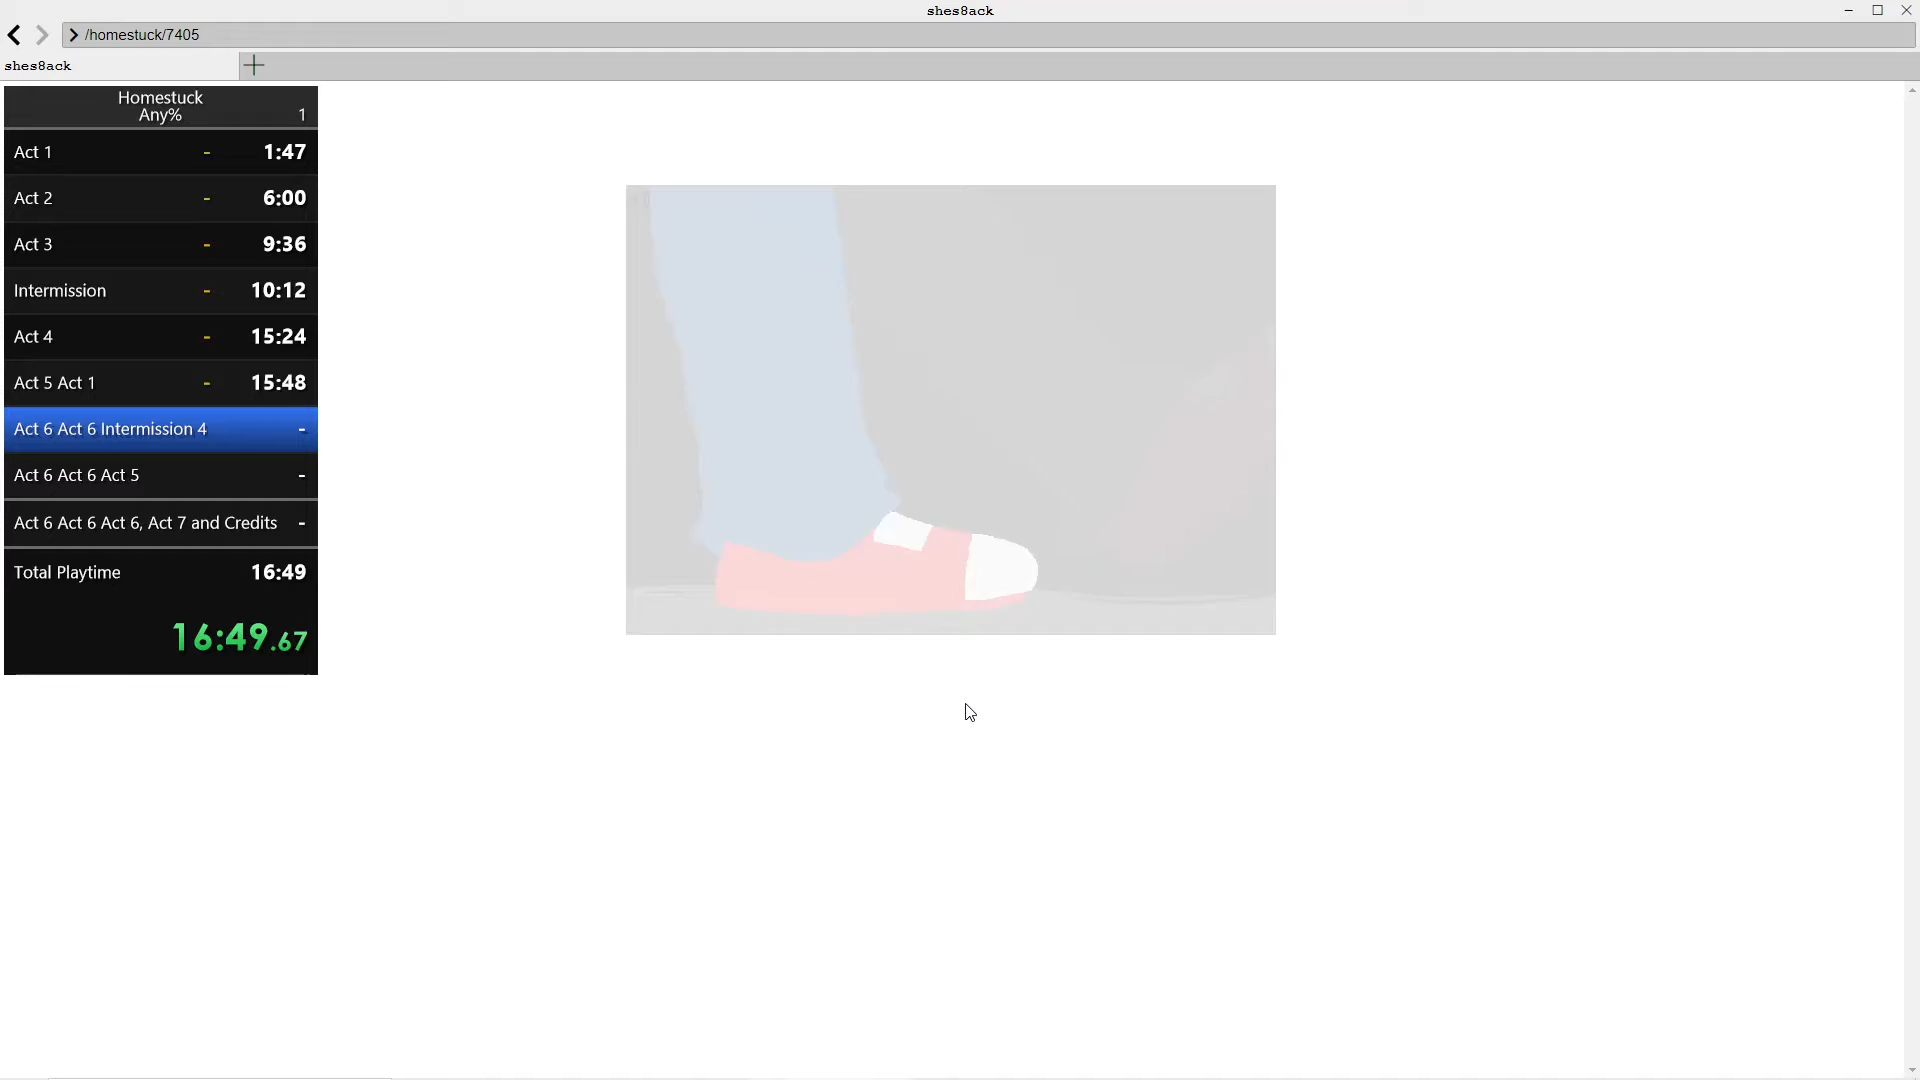 shes8ack
/homestuck/7405
shes8ack
Homestuck
Any% 1
Act 1 - 1:47
Act 2 - 6:00
Act 3 - 9:36
Intermission - 10:12
Act 4 - 15:24
Act 5 Act 1 - 15:48
Act 6 Act 6 Intermission 4 -
Act 6 Act 6 Act 5 -
Act 6 Act 6 Act 6, Act 7 and Credits -
Total Playtime 16:49
16:49.67